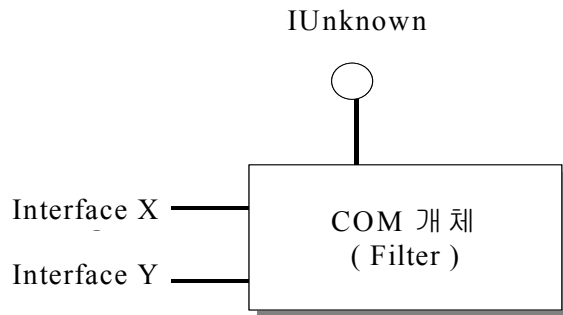 IUnknown
Interface X
Interface Y
COM 개체
( Filter )